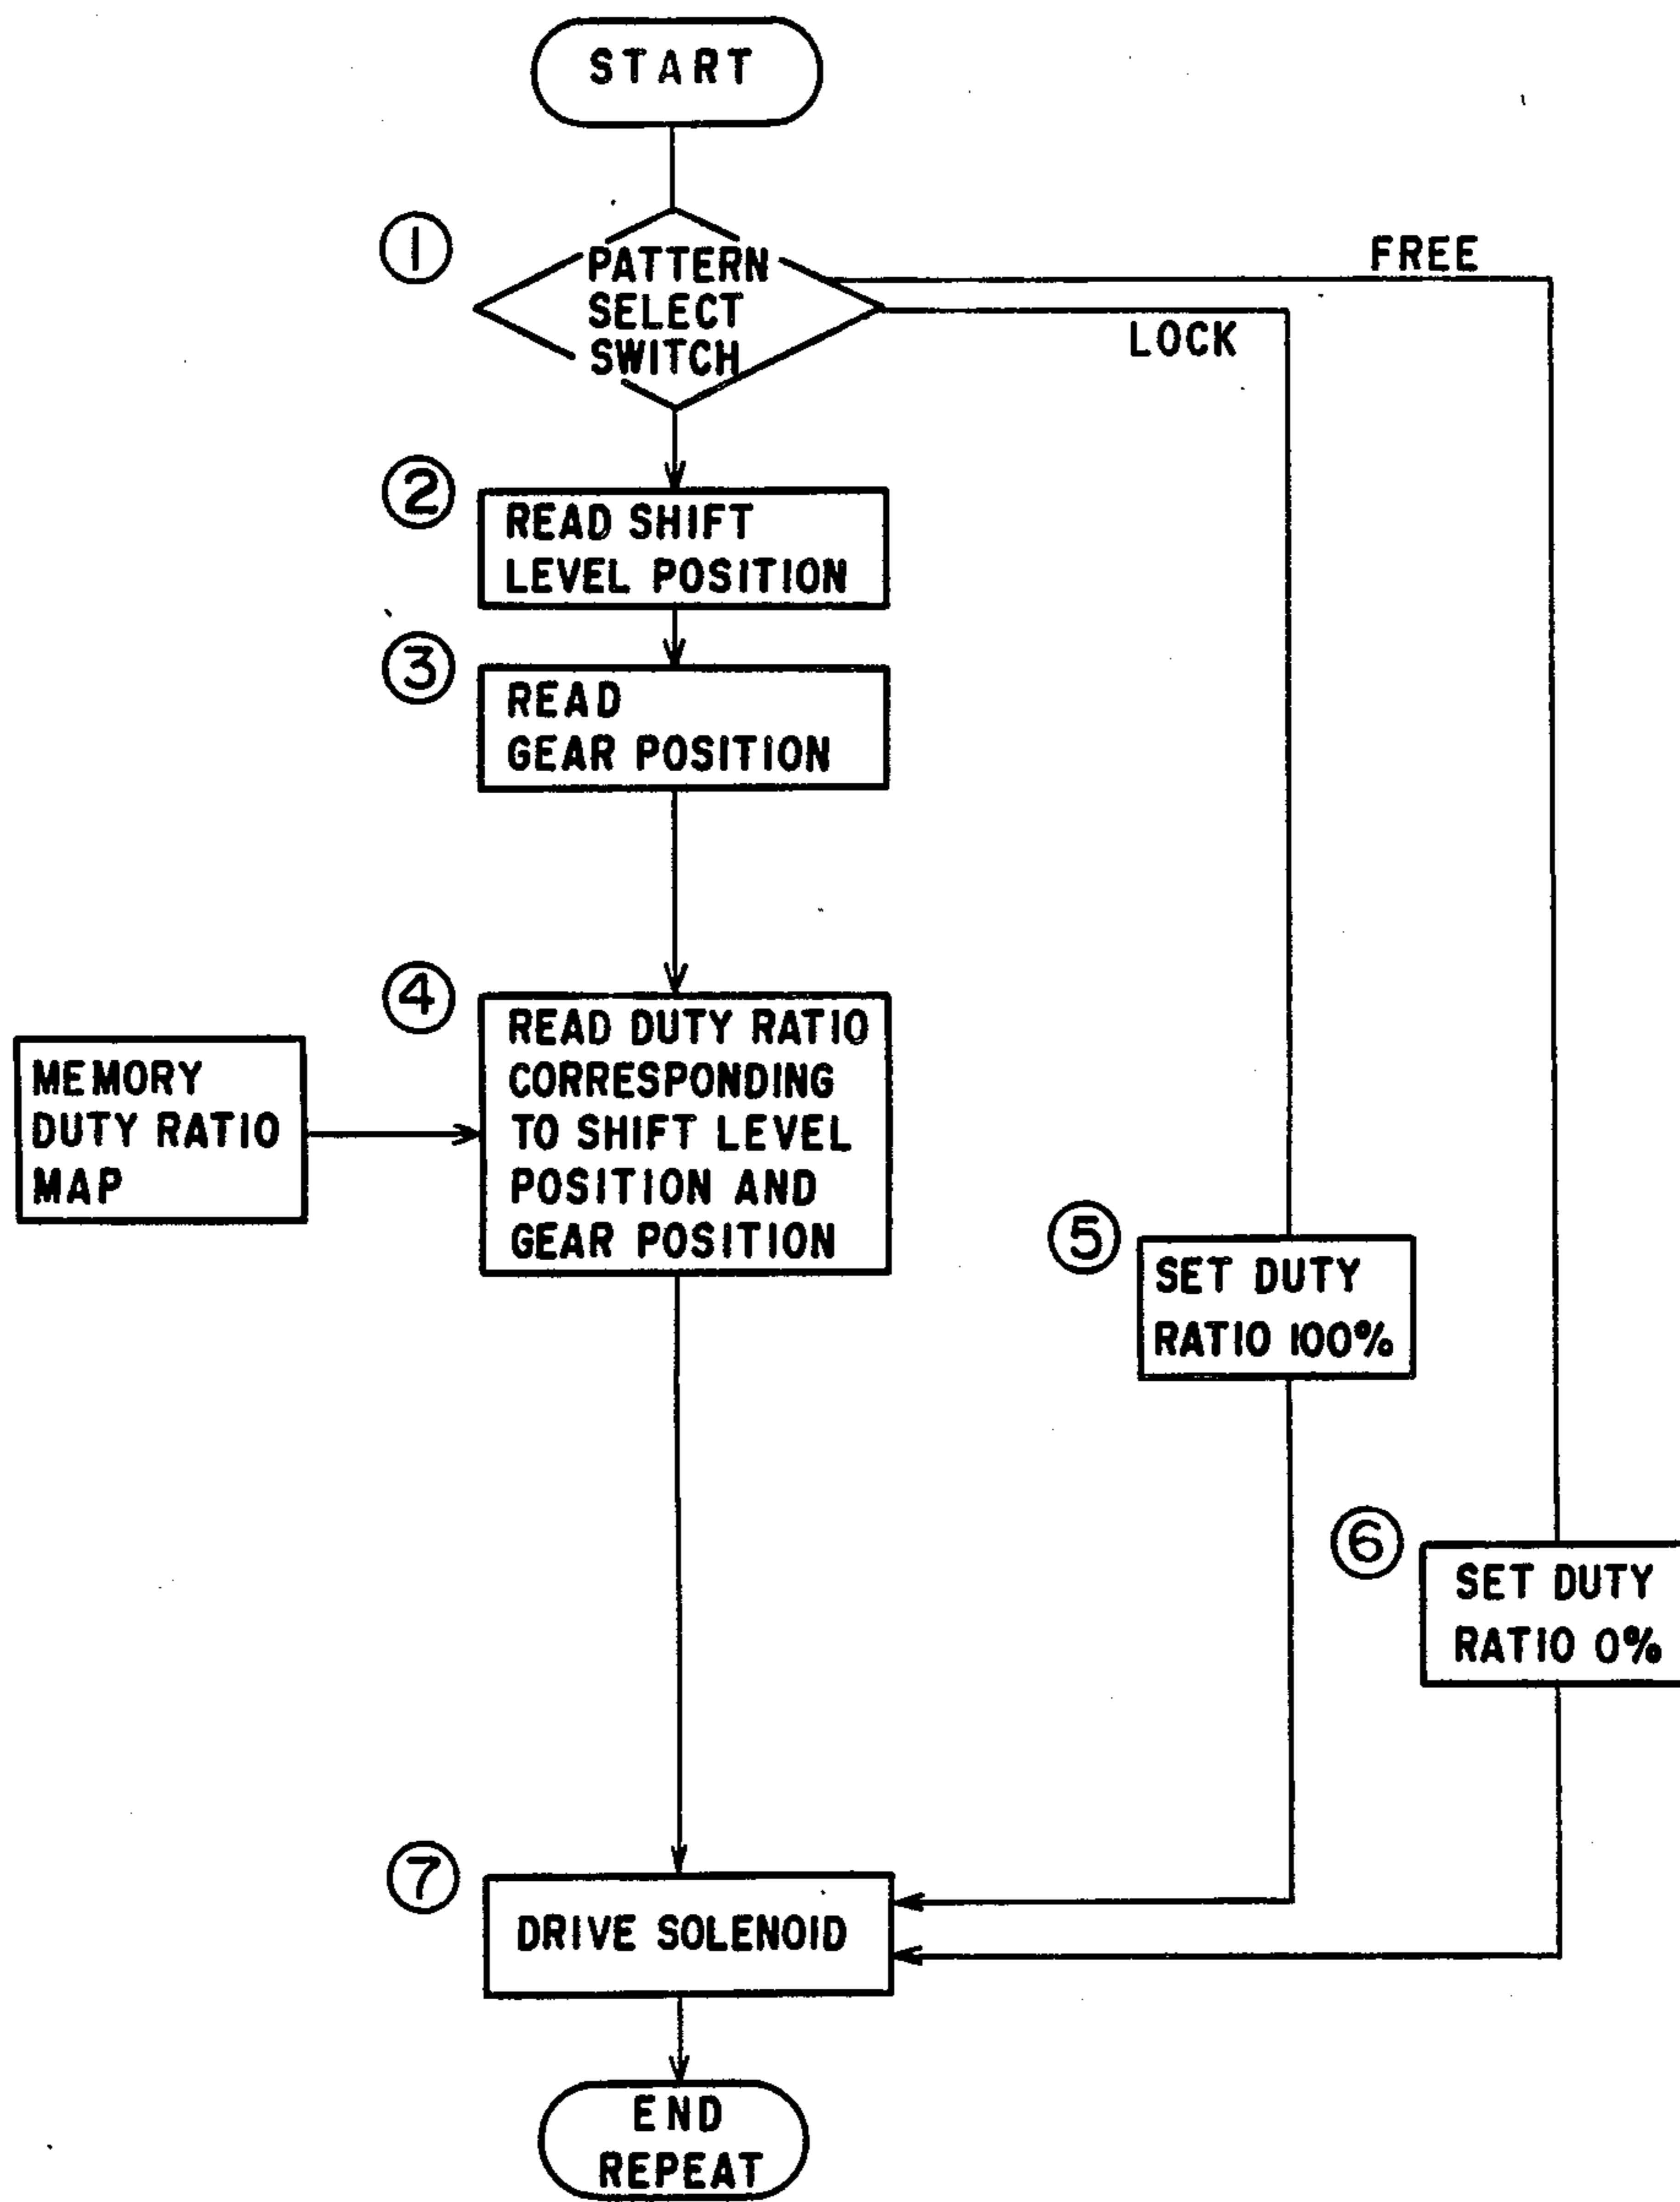 START
①
PATTERN
SELECT
SWITCH
FREE
LOCK
②
READ SHIFT
LEVEL POSITION
③
READ
GEAR POSITION
④
READ DUTY RATIO
CORRESPONDING
TO SHIFT LEVEL
POSITION AND
GEAR POSITION
MEMORY
DUTY RATIO
MAP
⑤
SET DUTY
RATIO 100%
⑥
SET DUTY
RATIO 0%
⑦
DRIVE SOLENOID
END
REPEAT